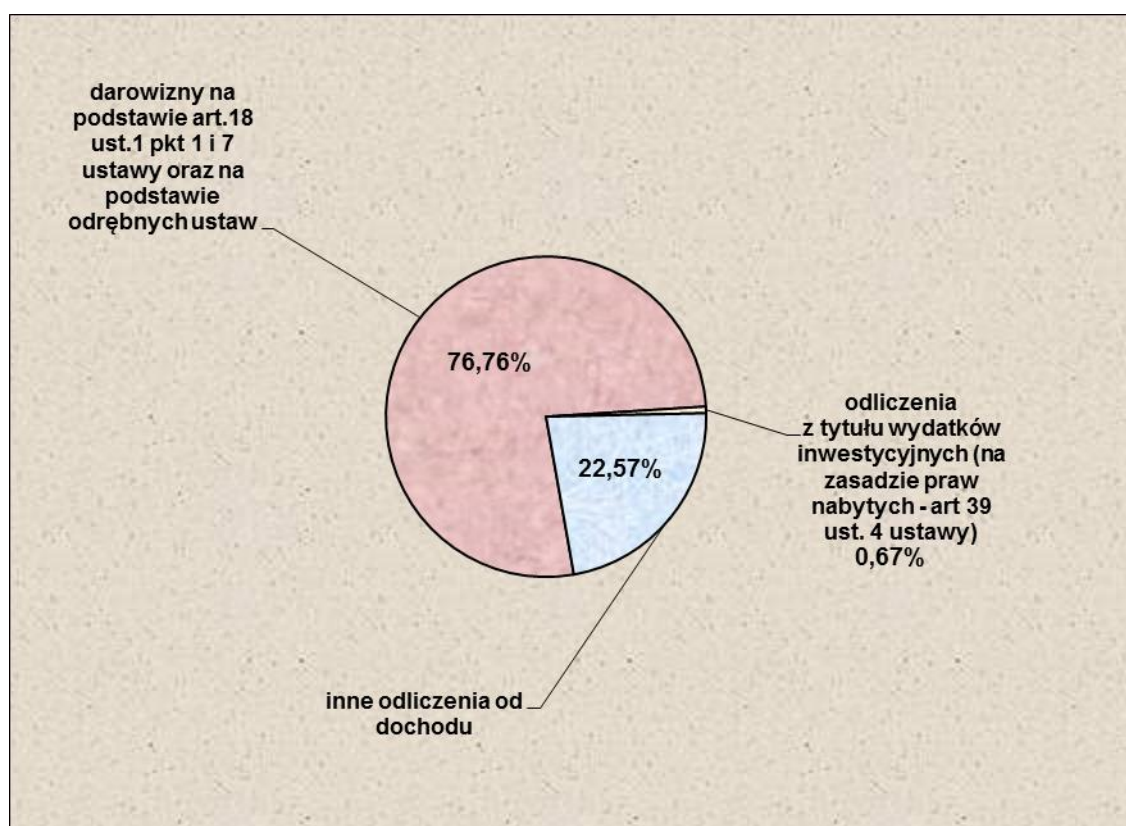 darowizny na
podstawie art.18
ust.1 pkt 1 i 7
ustawy oraz na
podstawie
odrębnych ustaw
76,76%
22,57%
odliczenia
z tytułu wydatków
inwestycyjnych (na
zasadzie praw
nabytych - art 39
ust. 4 ustawy)
0,67%
inne odliczenia od
dochodu